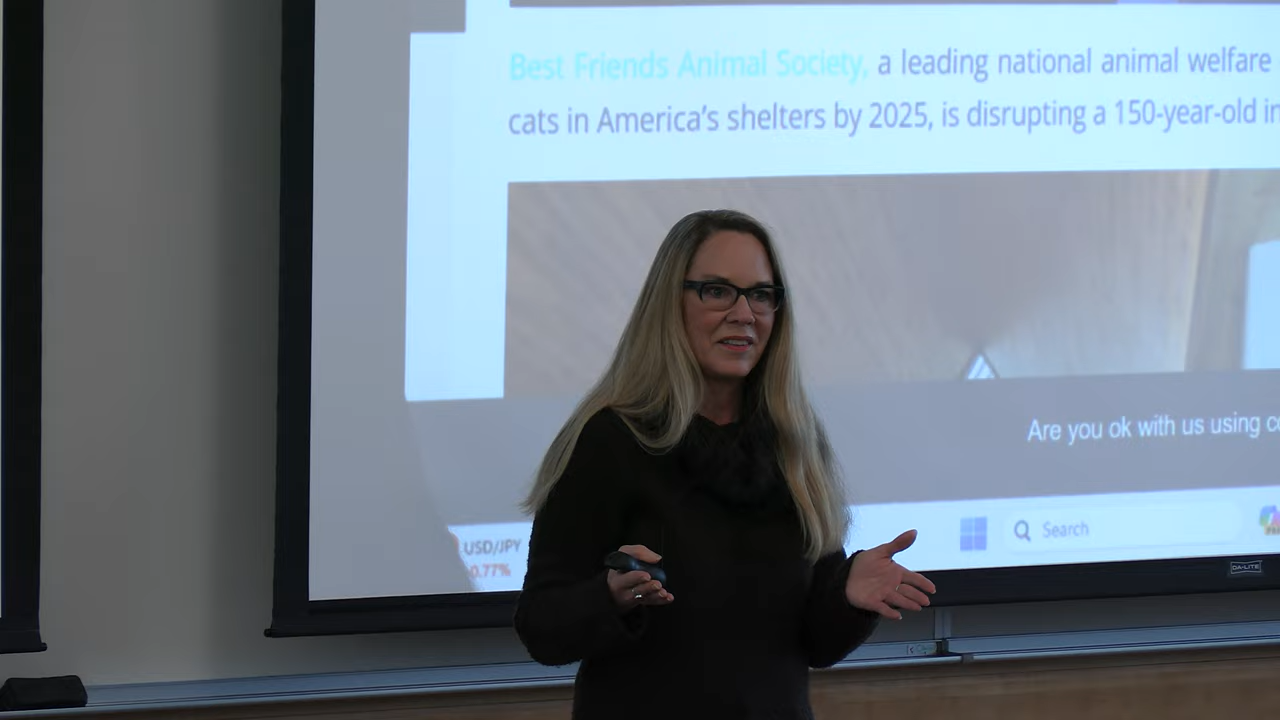 Best Friends Animal Society, a leading national animal welfare
cats in America's shelters by 2025, is disrupting a 150-year-old
Are you ok with us using
USD/JPY
0.77%
Search
DA-LITE